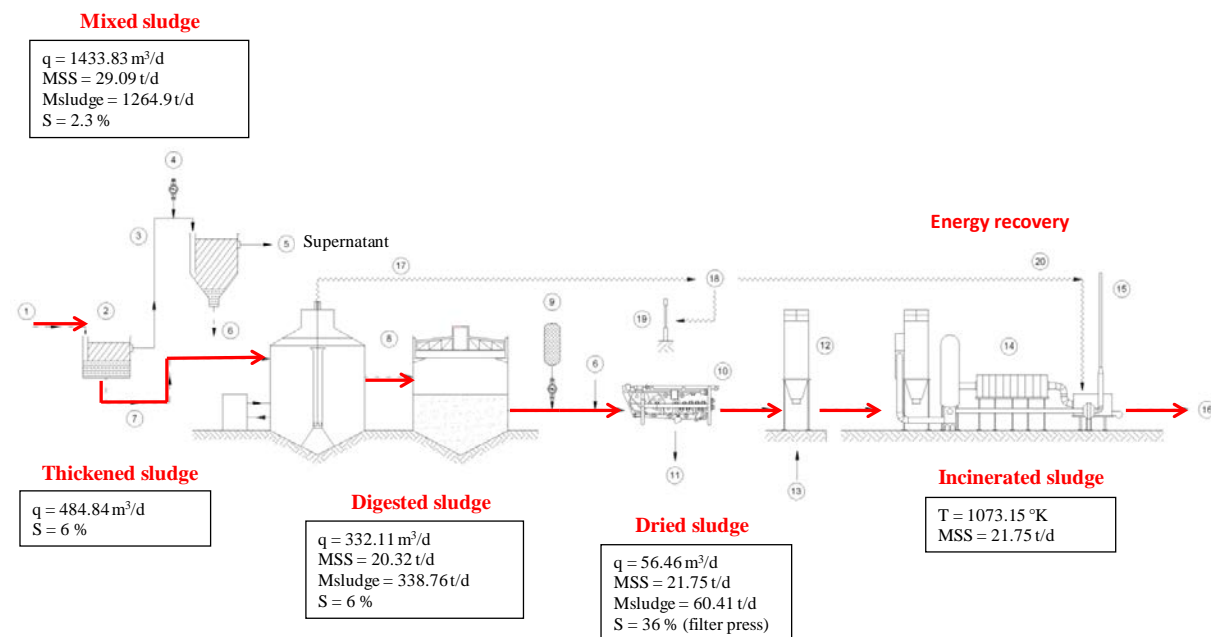 Mixed sludge
q = 1433.83 m³/d
MSS = 29.09 t/d
Msludge = 1264.9 t/d
S = 2.3 %
4
3
5 Supernatant
Energy recovery
17
18
20
1
2
6
9
19
15
8
12
14
6
10
7
16
11
13
Thickened sludge
q = 484.84 m³/d
S = 6 %
Digested sludge
q = 332.11 m³/d
MSS = 20.32 t/d
Msludge = 338.76 t/d
S = 6 %
Dried sludge
q = 56.46 m³/d
MSS = 21.75 t/d
Msludge = 60.41 t/d
S = 36 % (filter press)
Incinerated sludge
T = 1073.15 °K
MSS = 21.75 t/d